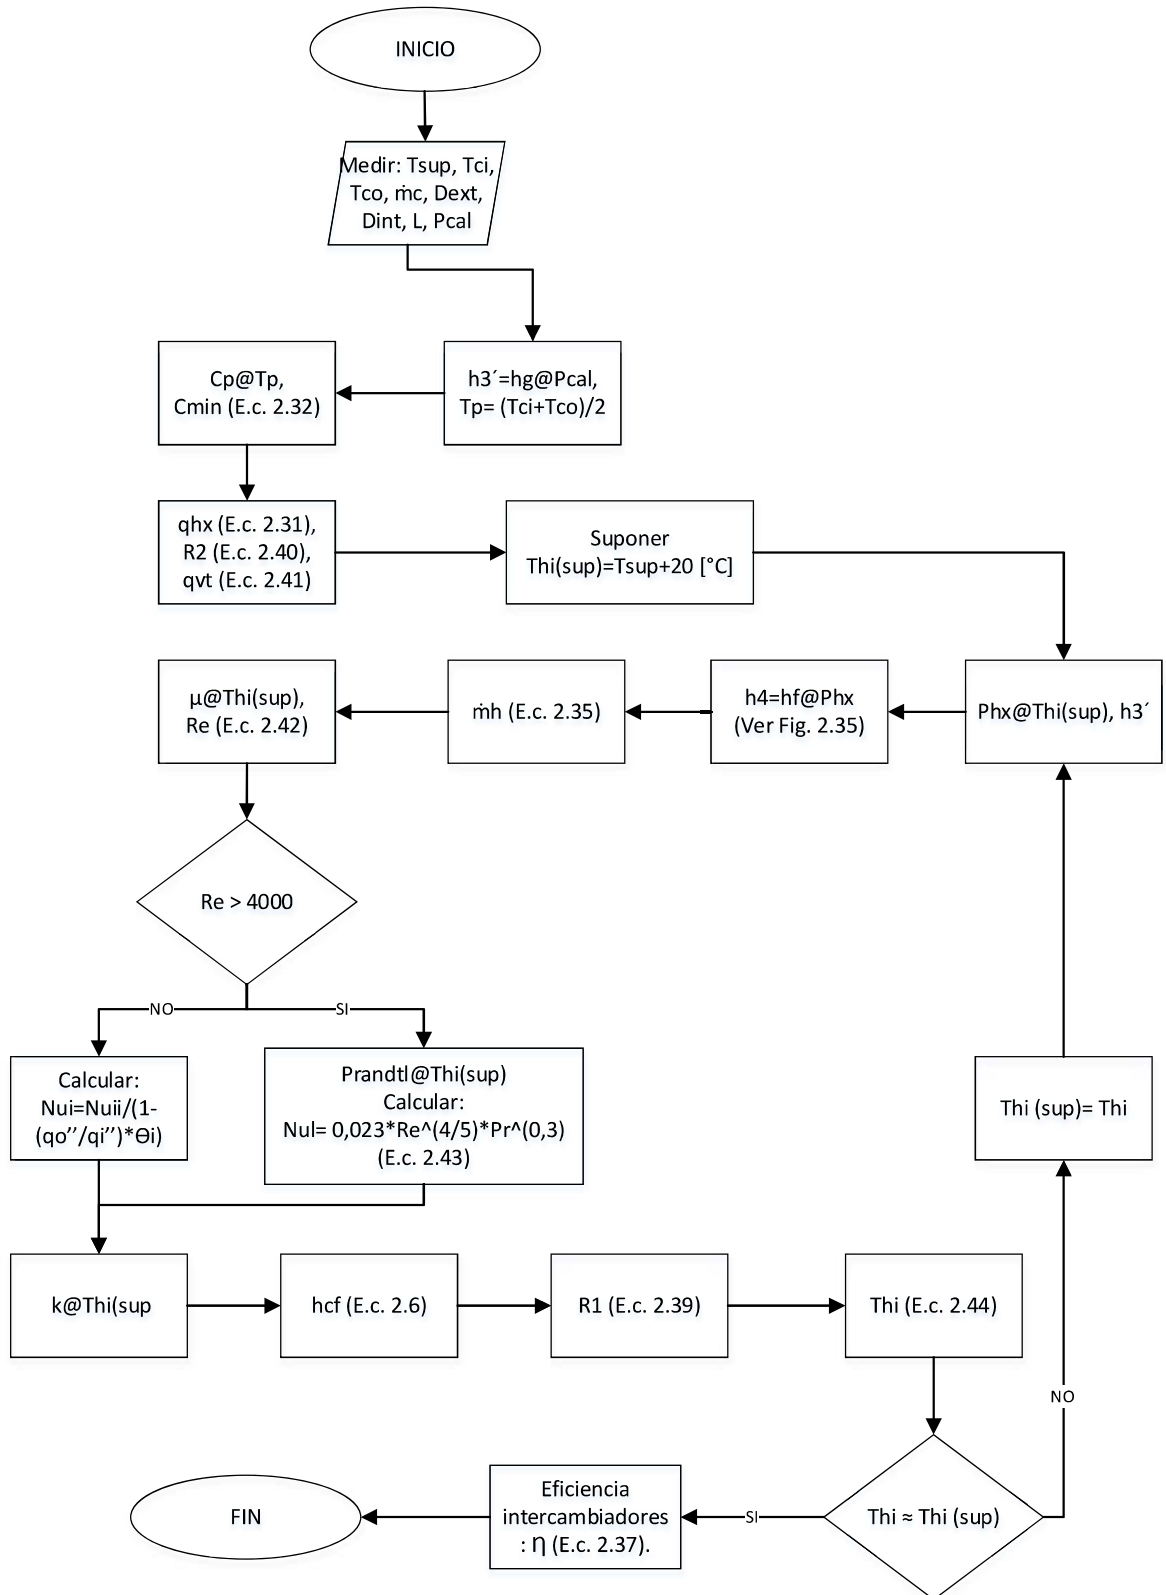 INICIO
Medir: Tsup, Tci,
Tco, ṁc, Dext,
Dint, L, Pcal
h3´=hg@Pcal,
Tp= (Tci+Tco)/2
Cp@Tp,
Cmin (E.c. 2.32)
qhx (E.c. 2.31),
R2 (E.c. 2.40),
qvt (E.c. 2.41)
Suponer
Thi(sup)=Tsup+20 [°C]
Phx@Thi(sup), h3´
h4=hf@Phx
(Ver Fig. 2.35)
ṁh (E.c. 2.35)
µ@Thi(sup),
Re (E.c. 2.42)
Re > 4000
NO
SI
Calcular:
Nui=Nuii/(1-
(qo’’/qi’’)*Өi)
Prandtl@Thi(sup)
Calcular:
Nul= 0,023*Re^(4/5)*Pr^(0,3)
(E.c. 2.43)
k@Thi(sup
hcf (E.c. 2.6)
R1 (E.c. 2.39)
Thi (E.c. 2.44)
Thi ≈ Thi (sup)
NO
Thi (sup)= Thi
SI
Eficiencia
intercambiadores
: Ƞ (E.c. 2.37).
FIN